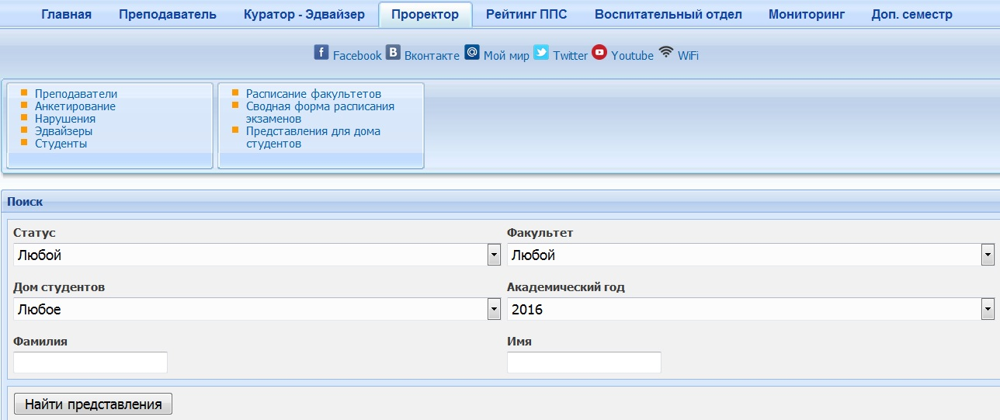 Главная Преподаватель Куратор - Эдвайзер Проректор Рейтинг ППС Воспитательный отдел Мониторинг Доп. семестр
Facebook Вконтакте Мой мир Twitter Youtube WiFi
Преподаватели
Анкетирование
Нарушения
Эдвайзеры
Студенты
Расписание факультетов
Сводная форма расписания
экзаменов
Представления для дома
студентов
Поиск
Статус Факультет
Любой Любой
Дом студентов Академический год
Любое 2016
Фамилия Имя
Найти представления